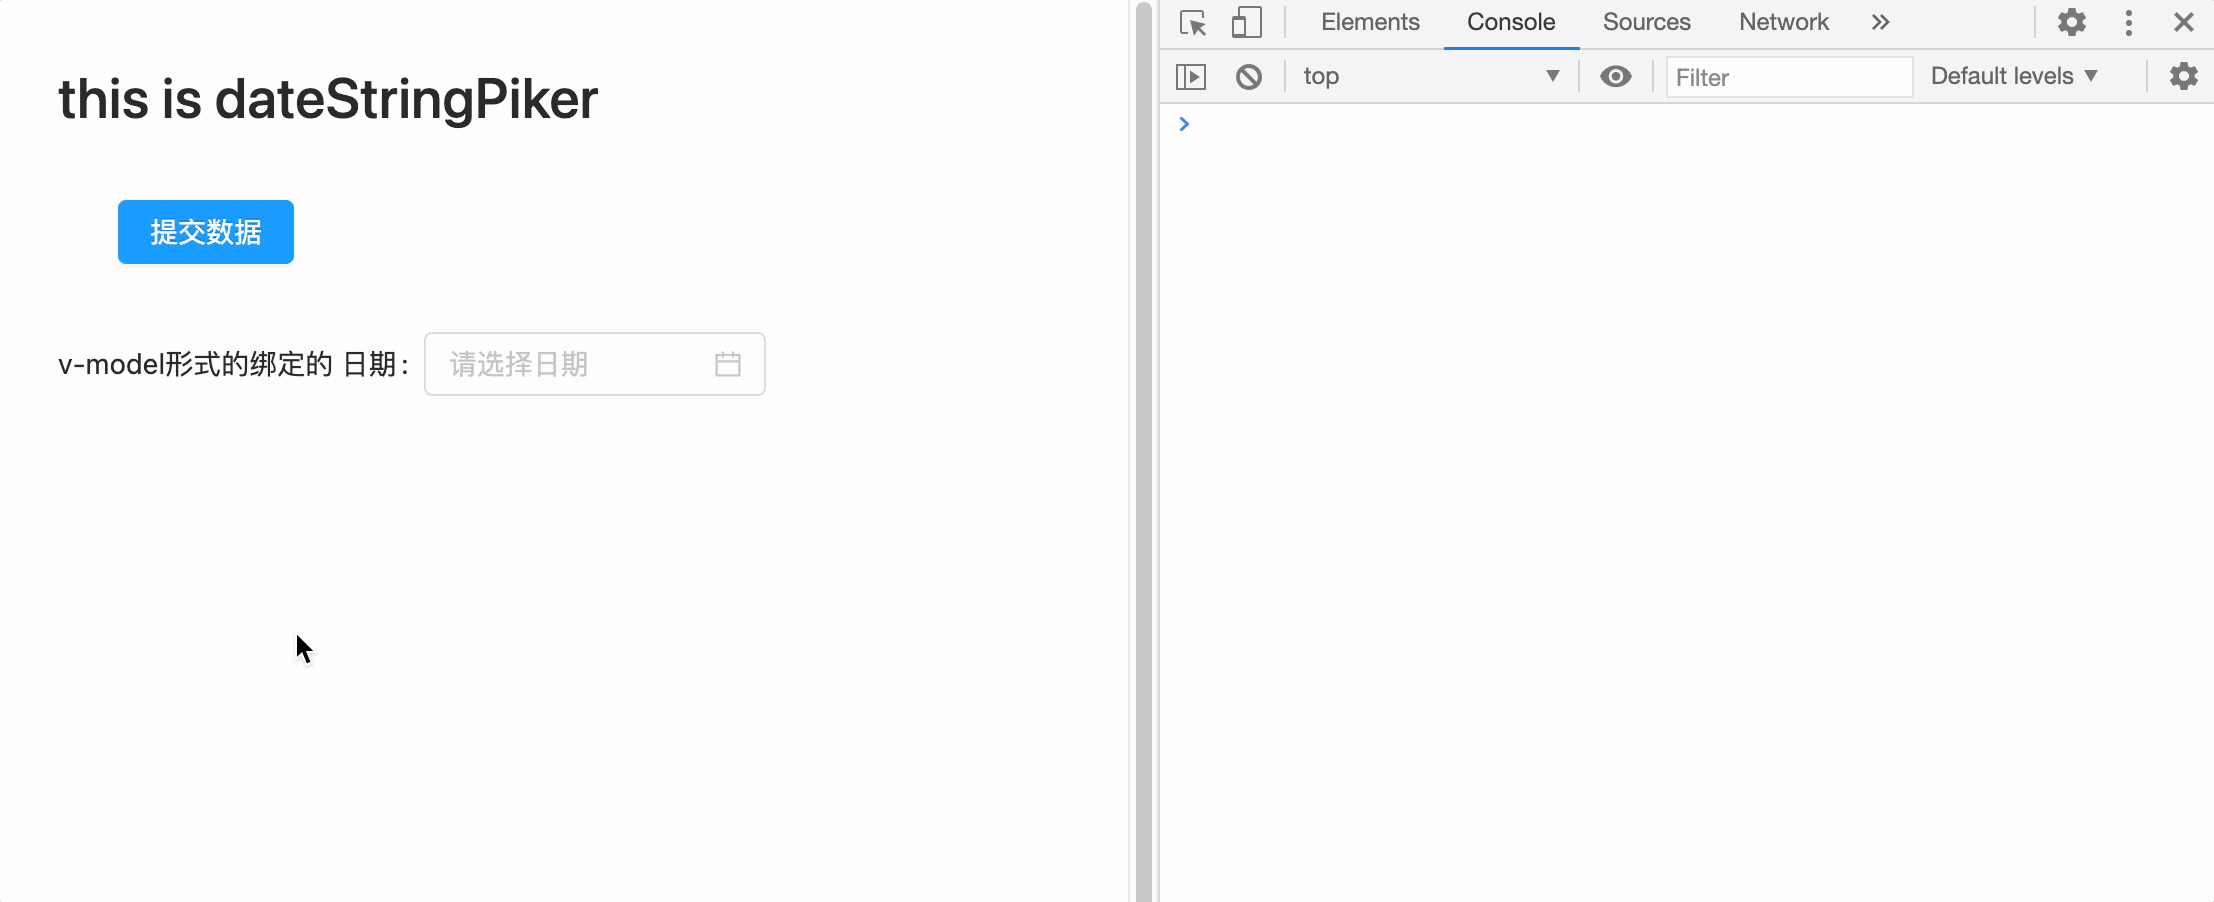 this is dateStringPiker
提交数据
v-model形式的绑定的 日期：
请选择日期
Elements Console Sources Network
top Filter Default levels